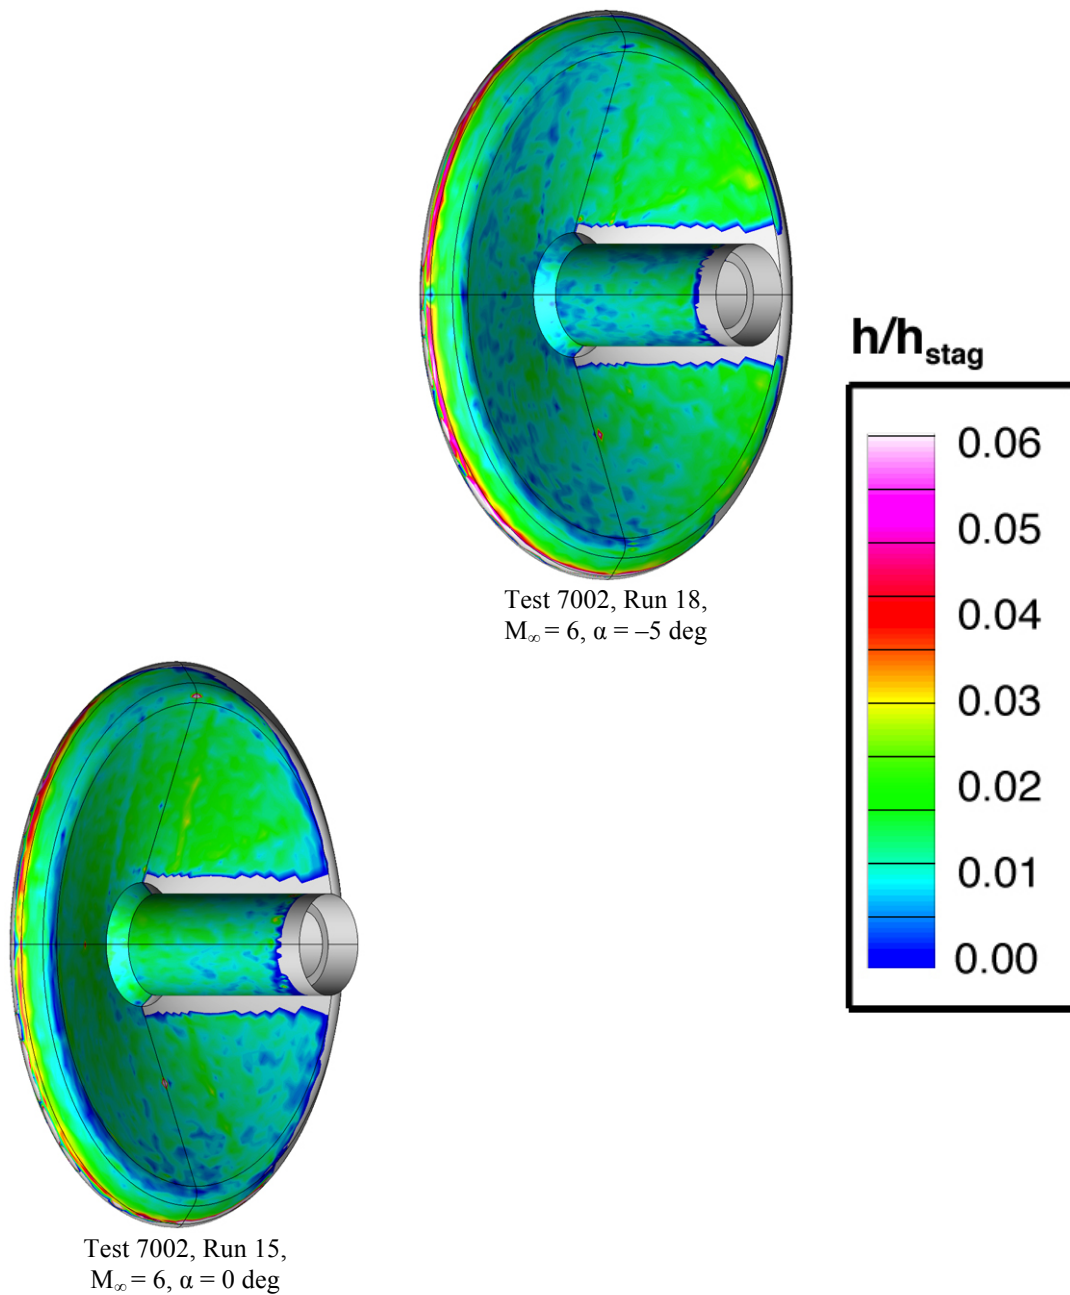 Test 7002, Run 18,
M∞ = 6, α = –5 deg
h/hstag
0.06
0.05
0.04
0.03
0.02
0.01
0.00
Test 7002, Run 15,
M∞ = 6, α = 0 deg